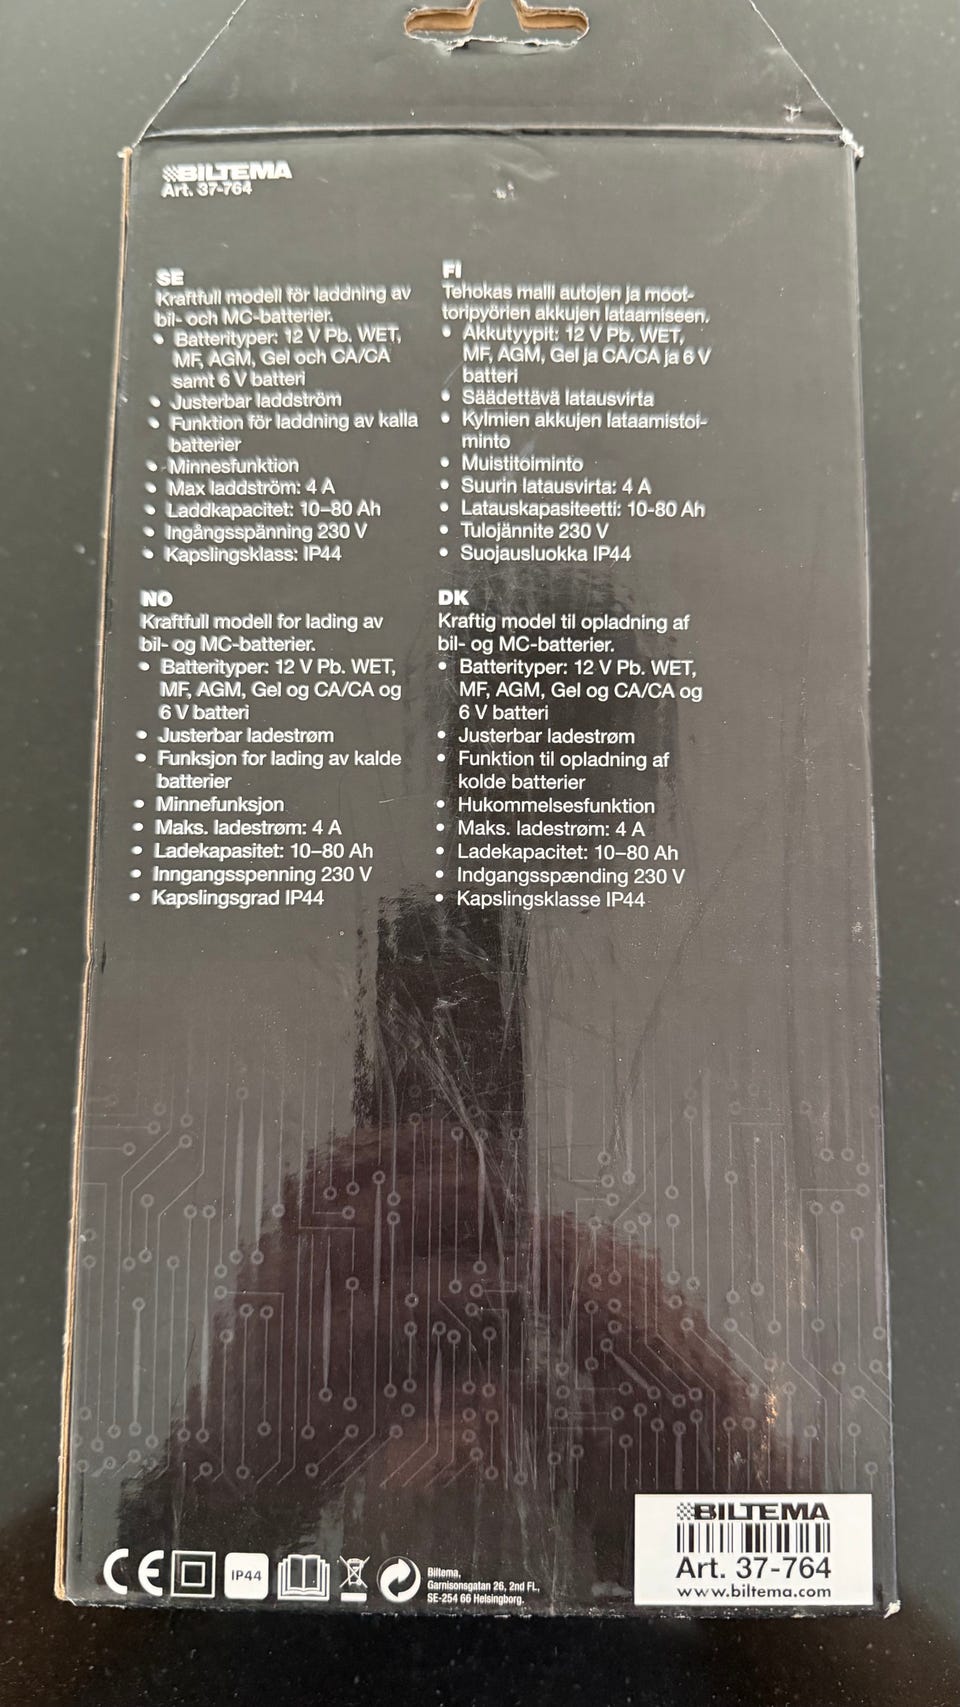 BILTEMA
Art. 37-764
SE
Kraftfull modell för laddning av
bil- och MC-batterier.
• Batterityper: 12 V Pb. WET,
MF, AGM, Gel och CA/CA
samt 6 V batteri
• Justerbar laddström
• Funktion för laddning av kalla
batterier
• Minnesfunktion
• Max laddström: 4 A
• Laddkapacitet: 10–80 Ah
• Ingångsspänning 230 V
• Kapslingsklass: IP44
FI
Tehokas malli autojen ja moot-
toripyörien akkujen lataamiseen.
• Akkutyypit: 12 V Pb. WET,
MF, AGM, Gel ja CA/CA ja 6 V
batteri
• Säädettävä latausvirta
• Kylmien akkujen lataamistoi-
minto
• Muistitoiminto
• Suurin latausvirta: 4 A
• Latauskapasiteetti: 10-80 Ah
• Tulojännite 230 V
• Suojausluokka IP44
NO
Kraftfull modell for lading av
bil- og MC-batterier.
• Batterityper: 12 V Pb. WET,
MF, AGM, Gel og CA/CA og
6 V batteri
• Justerbar ladestrøm
• Funksjon for lading av kalde
batterier
• Minnefunksjon
• Maks. ladestrøm: 4 A
• Ladekapasitet: 10–80 Ah
• Inngangsspenning 230 V
• Kapslingsgrad IP44
DK
Kraftig model til opladning af
bil- og MC-batterier.
• Batterityper: 12 V Pb. WET,
MF, AGM, Gel og CA/CA og
6 V batteri
• Justerbar ladestrøm
• Funktion til opladning af
kolde batterier
• Hukommelsesfunktion
• Maks. ladestrøm: 4 A
• Ladekapacitet: 10–80 Ah
• Indgangsspænding 230 V
• Kapslingsklasse IP44
CE
IP44
Biltema,
Garnisonsgatan 26, 2nd FL,
SE-254 66 Helsingborg.
BILTEMA
Art. 37-764
www.biltema.com